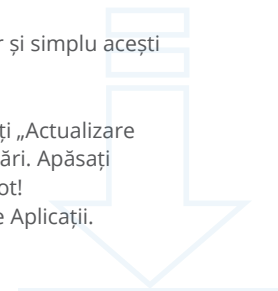 și simplu acești
ți „Actualizare
ări. Apăsați
ot!
e Aplicații.